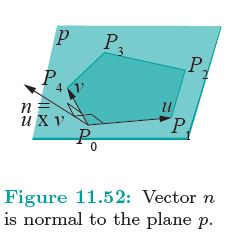 p
P3
P2
P4
v
n =
u x v
u
P1
P0
Figure 11.52: Vector n
is normal to the plane p.